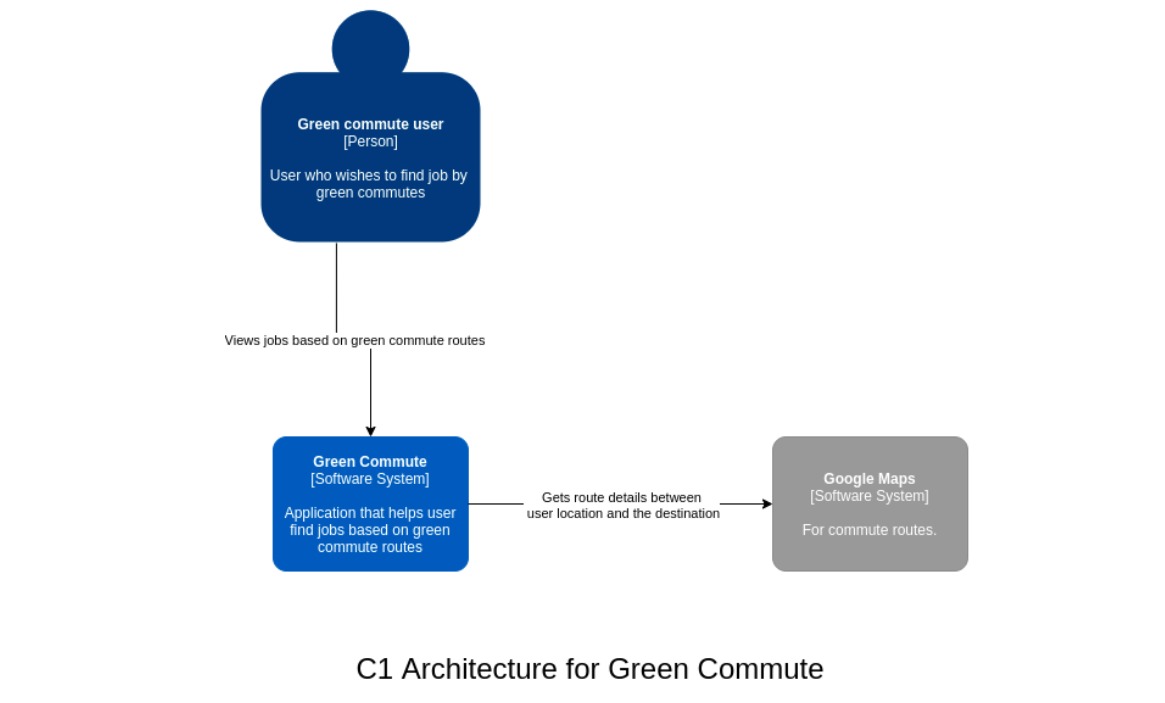 Green commute user
[Person]
User who wishes to find job by
green commutes
Views jobs based on green commute routes
Green Commute
[Software System]
Application that helps user
find jobs based on green
commute routes
Gets route details between
user location and the destination
Google Maps
[Software System]
For commute routes.
C1 Architecture for Green Commute